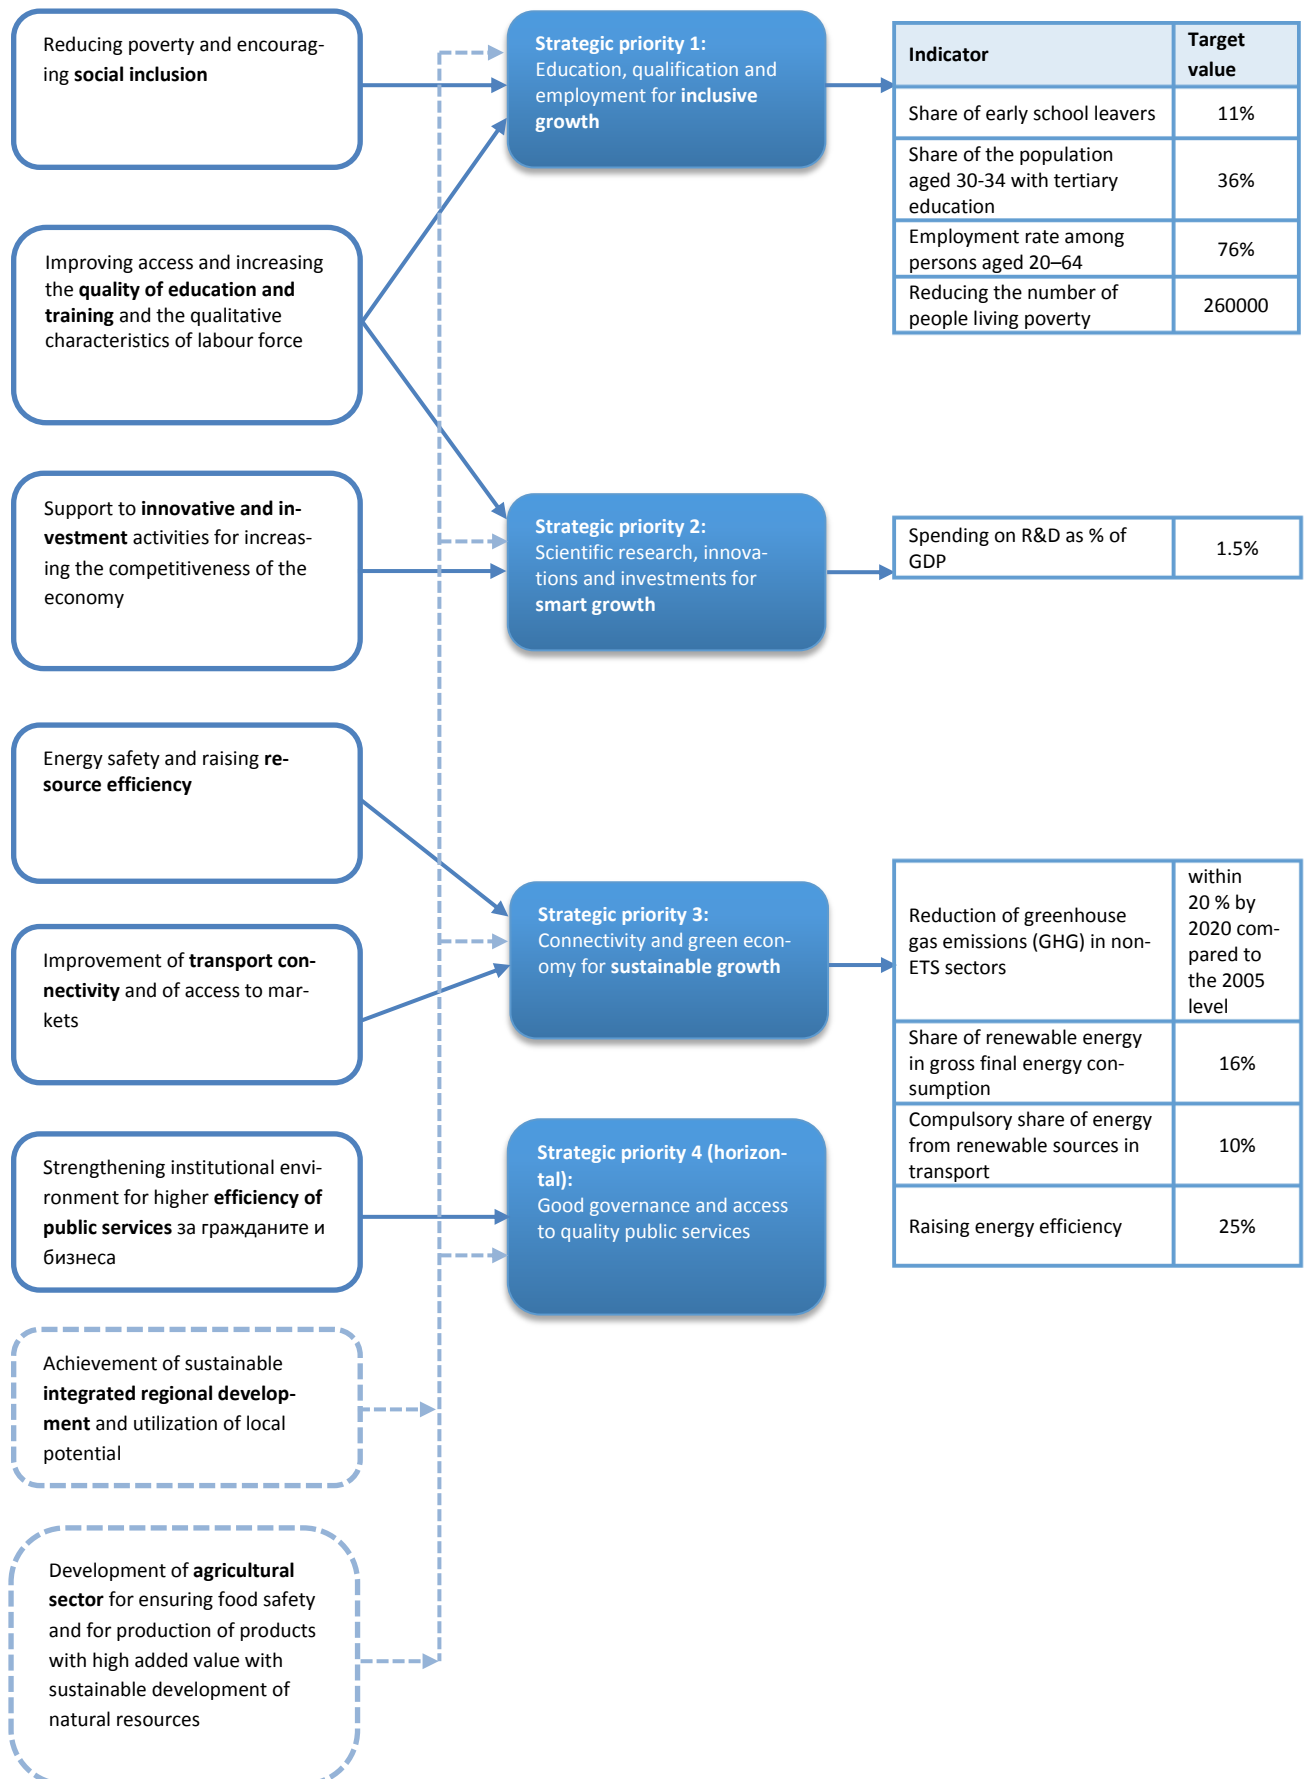 Reducing poverty and encourag-
ing social inclusion
Improving access and increasing
the quality of education and
training and the qualitative
characteristics of labour force
Support to innovative and in-
vestment activities for increas-
ing the competitiveness of the
economy
Energy safety and raising re-
source efficiency
Improvement of transport con-
nectivity and of access to mar-
kets
Strengthening institutional envi-
ronment for higher efficiency of
public services за гражданите и
бизнеса
Achievement of sustainable
integrated regional develop-
ment and utilization of local
potential
Development of agricultural
sector for ensuring food safety
and for production of products
with high added value with
sustainable development of
natural resources
Strategic priority 1:
Education, qualification and
employment for inclusive
growth
Strategic priority 2:
Scientific research, innova-
tions and investments for
smart growth
Strategic priority 3:
Connectivity and green econ-
omy for sustainable growth
Strategic priority 4 (horizon-
tal):
Good governance and access
to quality public services
Indicator
Target
value
Share of early school leavers
11%
Share of the population
aged 30-34 with tertiary
education
36%
Employment rate among
persons aged 20–64
76%
Reducing the number of
people living poverty
260000
Spending on R&D as % of
GDP
1.5%
Reduction of greenhouse
gas emissions (GHG) in non-
ETS sectors
within
20 % by
2020 com-
pared to
the 2005
level
Share of renewable energy
in gross final energy con-
sumption
16%
Compulsory share of energy
from renewable sources in
transport
10%
Raising energy efficiency
25%